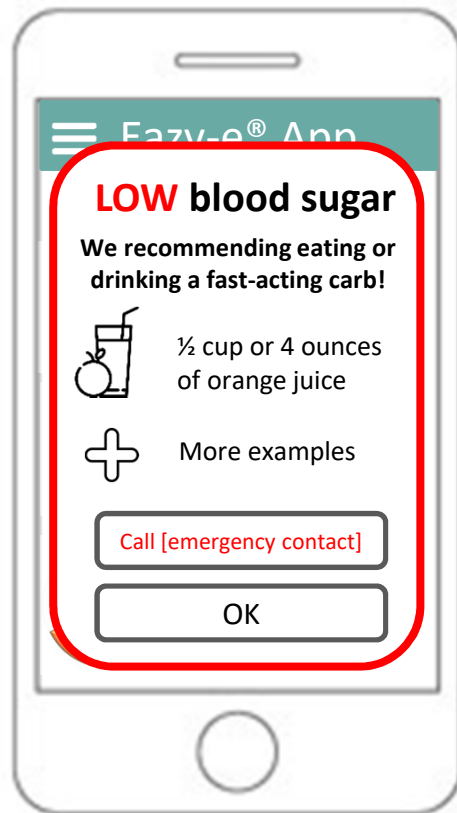 Eazy-e® App
LOW blood sugar
We recommending eating or
drinking a fast-acting carb!
½ cup or 4 ounces
of orange juice
More examples
Call [emergency contact]
OK